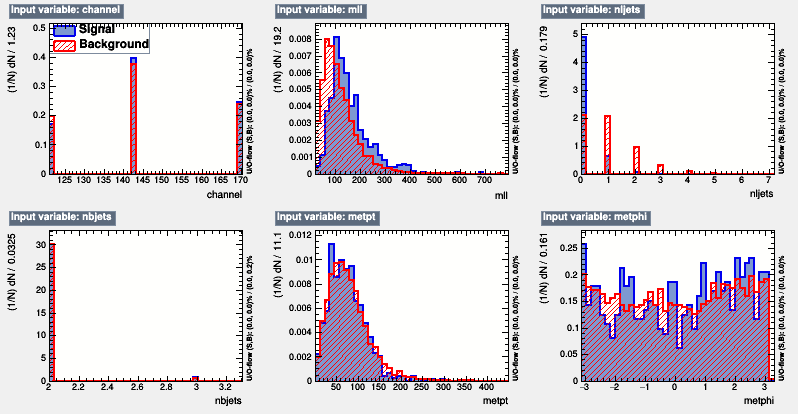 Input variable: channel
Input variable: mll
Input variable: nljets
(1/N) dN / 1.23
0.5
0.4
0.3
0.2
0.1
0
Signal
Background
125 130 135 140 145 150 155 160 165 170
channel
U/O-flow (S,B): (0.0, 0.0)% / (0.0, 0.0)%
(1/N) dN / 19.2
0.008
0.007
0.006
0.005
0.004
0.003
0.002
0.001
0
100 200 300 400 500 600 700
mll
U/O-flow (S,B): (0.0, 0.0)% / (0.0, 0.0)%
(1/N) dN / 0.179
5
4
3
2
1
0
0 1 2 3 4 5 6 7
nljets
U/O-flow (S,B): (0.0, 0.0)% / (0.0, 0.0)%
Input variable: nbjets
Input variable: metpt
Input variable: metphi
(1/N) dN / 0.0325
30
25
20
15
10
5
0
2 2.2 2.4 2.6 2.8 3 3.2
nbjets
U/O-flow (S,B): (0.0, 0.0)% / (0.0, 0.2)%
(1/N) dN / 11.1
0.012
0.01
0.008
0.006
0.004
0.002
0
50 100 150 200 250 300 350 400
metpt
U/O-flow (S,B): (0.0, 0.0)% / (0.0, 0.0)%
(1/N) dN / 0.161
0.25
0.2
0.15
0.1
0.05
0
−3 −2 −1 0 1 2 3
metphi
U/O-flow (S,B): (0.0, 0.0)% / (0.0, 0.0)%